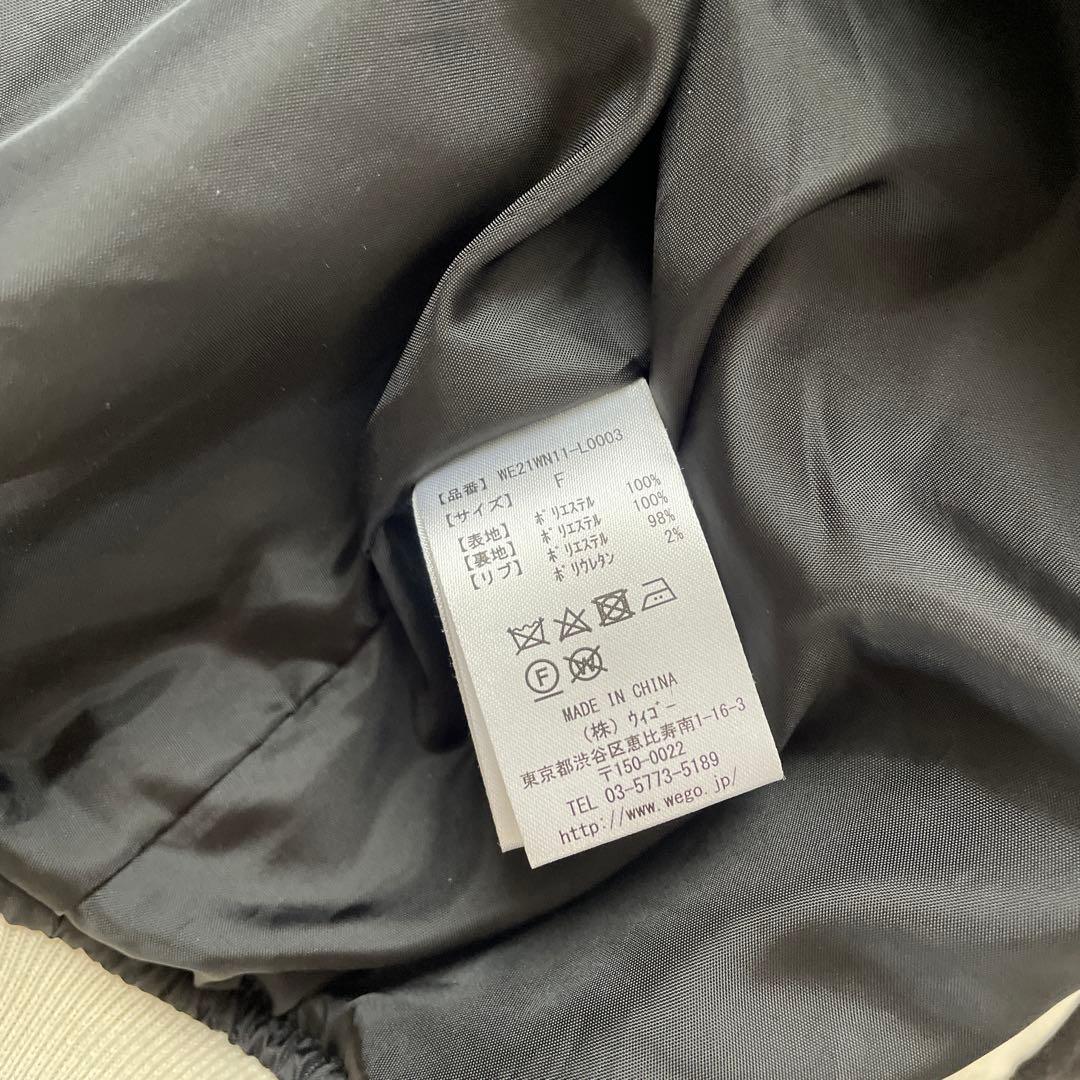 【品番】WE21WN11-L0003
【サイズ】 F
【表地】 ポリエステル 100%
【裏地】 ポリエステル 100%
【リブ】 ポリエステル 98%
ポリウレタン 2%
F W
MADE IN CHINA
(株) ウィゴー
東京都渋谷区恵比寿南1-16-3
〒150-0022
TEL 03-5773-5189
http://www.wego.jp/